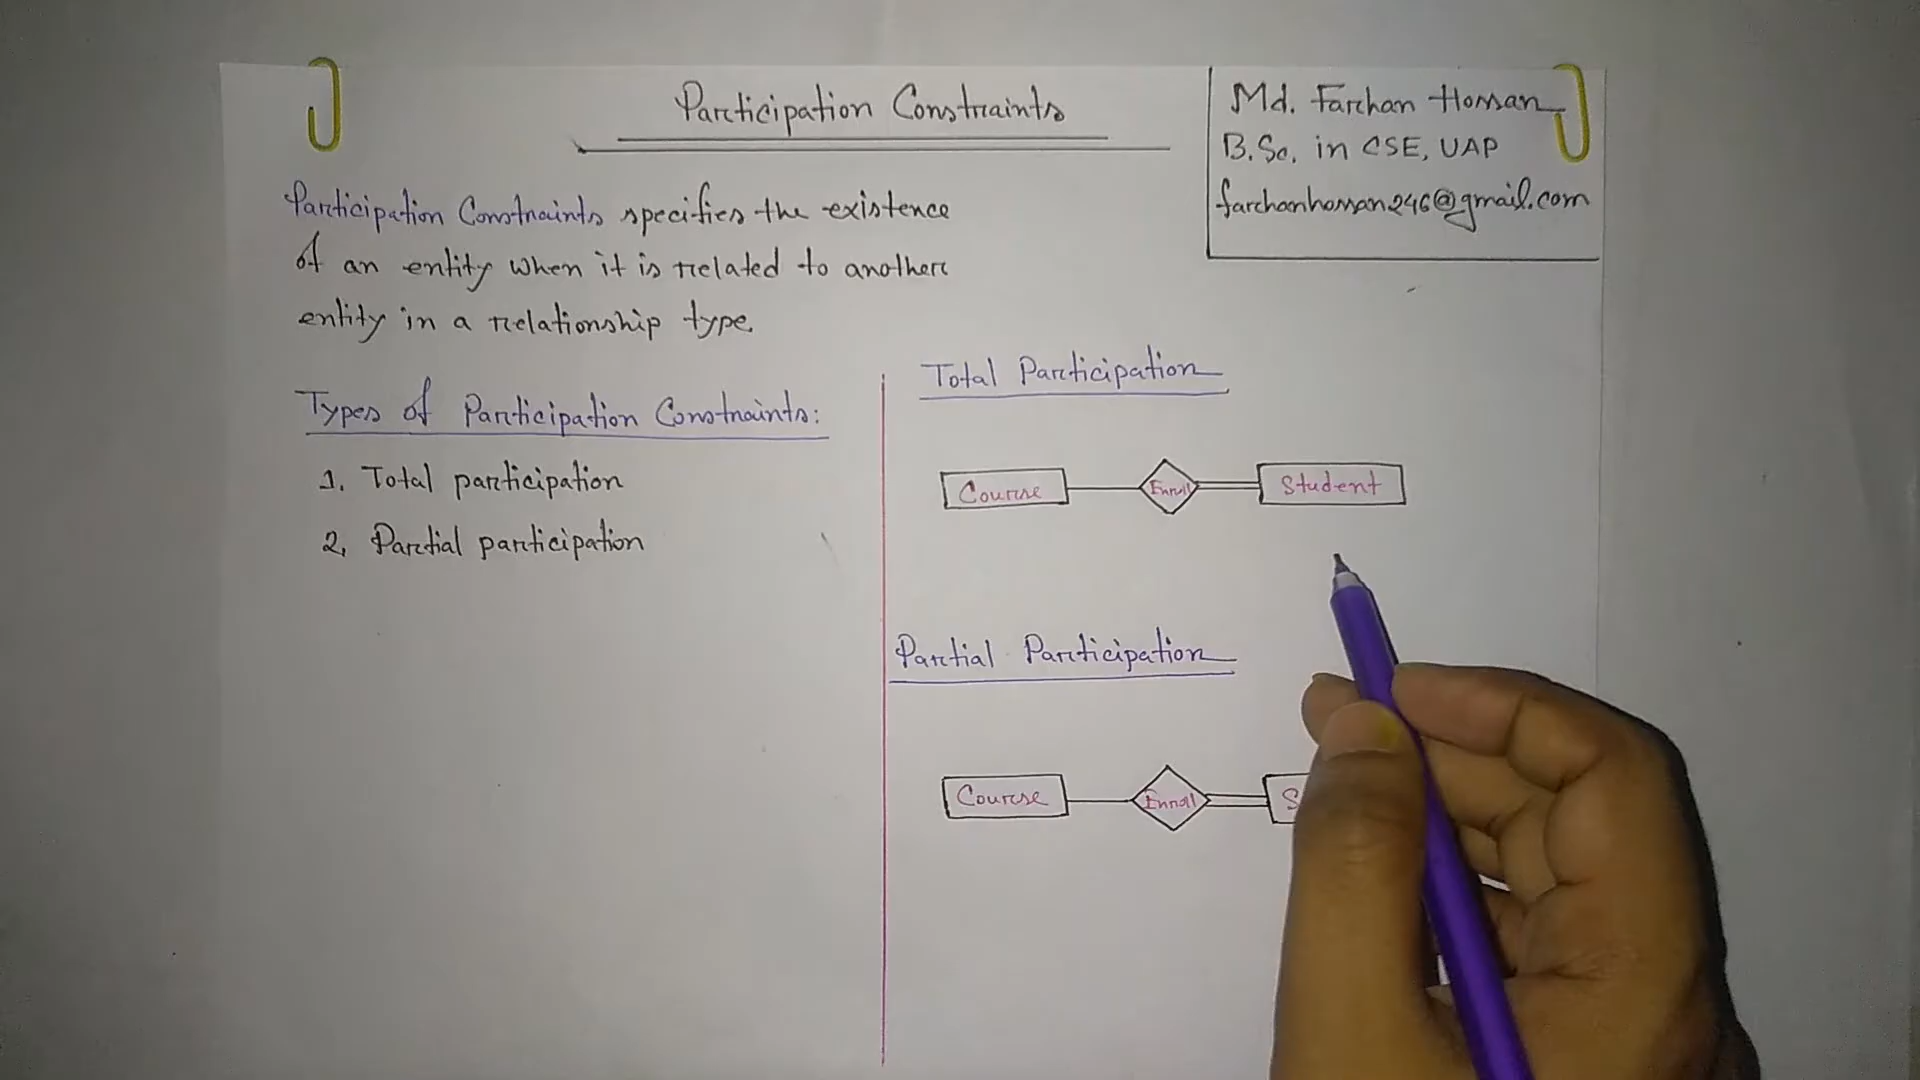 Participation Constraints
Md. Farhan Hossan
B.Sc. in CSE, UAP
farhanhossan246@gmail.com
Participation Constraints specifies the existence
of an entity when it is related to another
entity in a relationship type.
Types of Participation Constraints:
1. Total participation
2. Partial participation
Total Participation
Course
Enroll
Student
Partial Participation
Course
Enroll